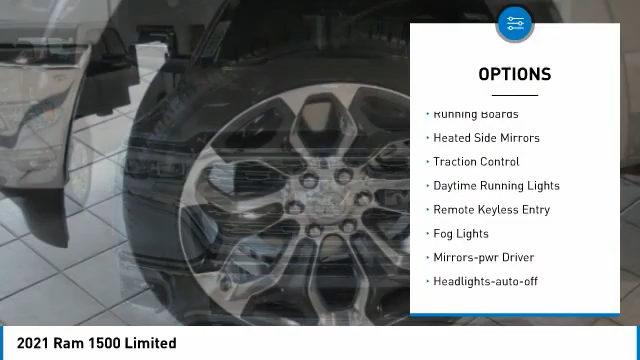 OPTIONS
Running Boards
Heated Side Mirrors
Traction Control
Daytime Running Lights
Remote Keyless Entry
Fog Lights
Mirrors-pwr Driver
Headlights-auto-off
2021 Ram 1500 Limited